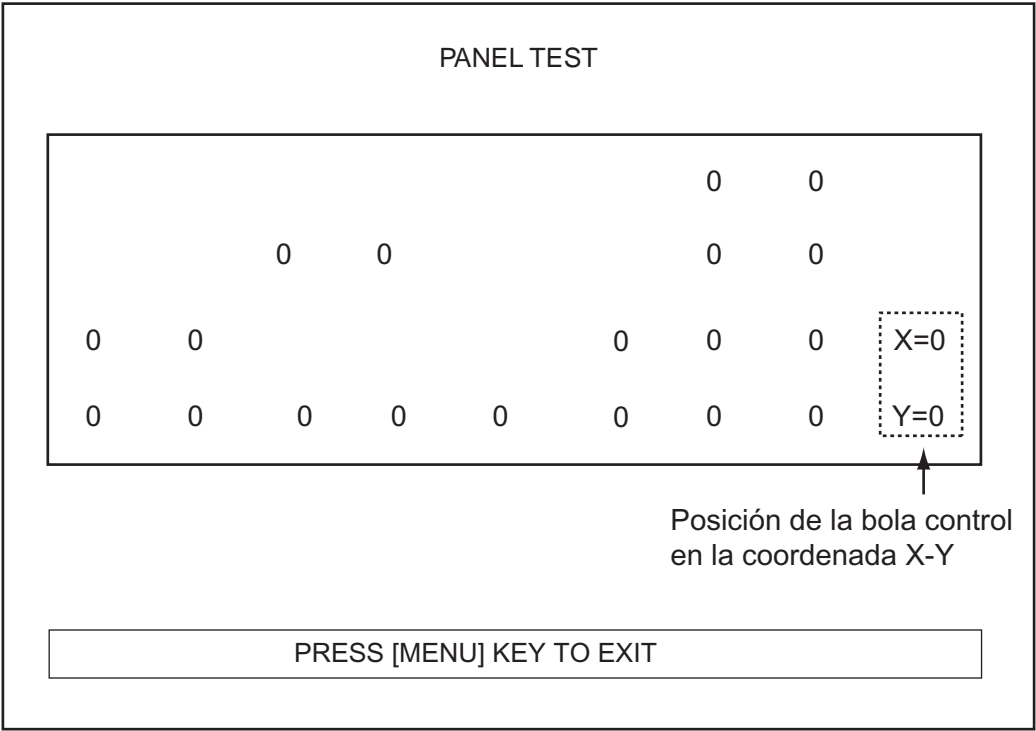 PANEL TEST
0 0
0 0 0 0
0 0 0 0 0 X=0
0 0 0 0 0 0 0 0 Y=0
Posición de la bola control
en la coordenada X-Y
PRESS [MENU] KEY TO EXIT